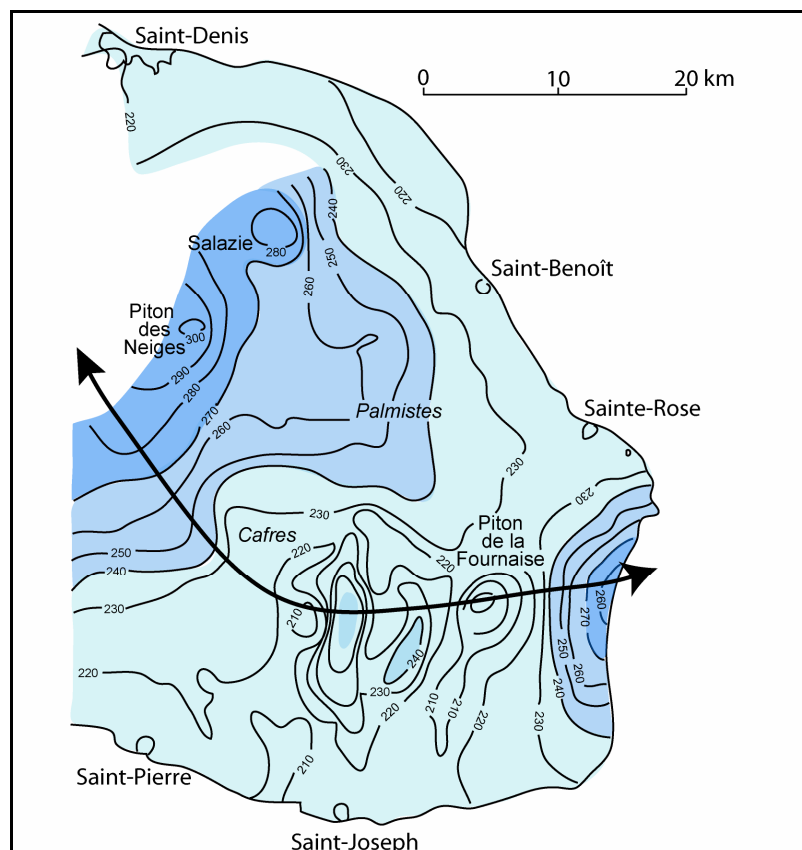 Saint-Denis
0 10 20 km
220
230
220
240
Salazie
280
250
Saint-Benoît
260
Piton
des
Neiges
300
290
280
270
260
Palmistes
Sainte-Rose
230
230
230
Cafres
Piton
de la
Fournaise
220
220
250
240
230
210
260
270
250
260
240
240
220
230
220
210
210
220
230
210
Saint-Pierre
Saint-Joseph